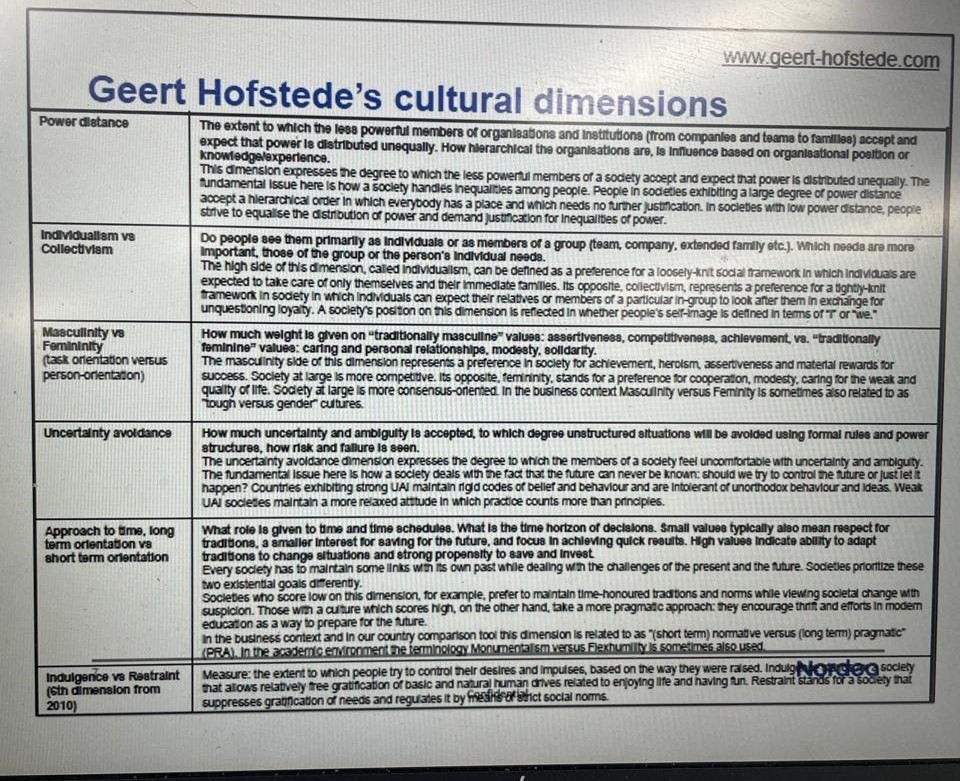 www.geert-hofstede.com
Geert Hofstede's cultural dimensions
Power distance
The extent to which the less powerful members of organisations and institutions (from companies and teams to families) accept and
expect that power is distributed unequally. How hierarchical the organisations are, is influence based on organisational position or
knowledge/experience.
This dimension expresses the degree to which the less powerful members of a society accept and expect that power is distributed unequally. The
fundamental issue here is how a society handles inequalities among people. People in societies exhibiting a large degree of power distance
accept a hierarchical order in which everybody has a place and which needs no further justification. In societies with low power distance, people
strive to equalise the distribution of power and demand justification for inequalities of power.
Individualism vs
Collectivism
Do people see them primarily as individuals or as members of a group (team, company, extended family etc.). Which needs are more
important, those of the group or the person's individual needs.
The high side of this dimension, called individualism, can be defined as a preference for a loosely-knit social framework in which individuals are
expected to take care of only themselves and their immediate families. Its opposite, collectivism, represents a preference for a tightly-knit
framework in society in which individuals can expect their relatives or members of a particular in-group to look after them in exchange for
unquestioning loyalty. A society's position on this dimension is reflected in whether people's self-image is defined in terms of "I" or "we."
Masculinity vs
Femininity
(task orientation versus
person-orientation)
How much weight is given on "traditionally masculine" values: assertiveness, competitiveness, achievement, vs. "traditionally
feminine" values: caring and personal relationships, modesty, solidarity.
The masculinity side of this dimension represents a preference in society for achievement, heroism, assertiveness and material rewards for
success. Society at large is more competitive. Its opposite, femininity, stands for a preference for cooperation, modesty, caring for the weak and
quality of life. Society at large is more consensus-oriented. In the business context Masculinity versus Feminity is sometimes also related to as
"tough versus gender" cultures.
Uncertainty avoidance
How much uncertainty and ambiguity is accepted, to which degree unstructured situations will be avoided using formal rules and power
structures, how risk and failure is seen.
The uncertainty avoidance dimension expresses the degree to which the members of a society feel uncomfortable with uncertainty and ambiguity.
The fundamental issue here is how a society deals with the fact that the future can never be known: should we try to control the future or just let it
happen? Countries exhibiting strong UAI maintain rigid codes of belief and behaviour and are intolerant of unorthodox behaviour and ideas. Weak
UAI societies maintain a more relaxed attitude in which practice counts more than principles.
Approach to time, long
term orientation vs
short term orientation
What role is given to time and time schedules. What is the time horizon of decisions. Small values typically also mean respect for
traditions, a smaller interest for saving for the future, and focus in achieving quick results. High values indicate ability to adapt
traditions to change situations and strong propensity to save and invest
Every society has to maintain some links with its own past while dealing with the challenges of the present and the future. Societies prioritize these
two existential goals differently.
Societies who score low on this dimension, for example, prefer to maintain time-honoured traditions and norms while viewing societal change with
suspicion. Those with a culture which scores high, on the other hand, take a more pragmatic approach: they encourage thrift and efforts in modern
education as a way to prepare for the future.
In the business context and in our country comparison tool this dimension is related to as "(short term) normative versus (long term) pragmatic"
(PRA). In the academic environment the terminology Monumentalism versus Flexhumility is sometimes also used.
Indulgence vs Restraint
(6th dimension from
2010)
Measure: the extent to which people try to control their desires and impulses, based on the way they were raised. society
that allows relatively free gratification of basic and natural human drives related to enjoying life and having fun. Restraint stands for a society that
suppresses gratification of needs and regulates it by means of strict social norms.
Nordea
Confidential